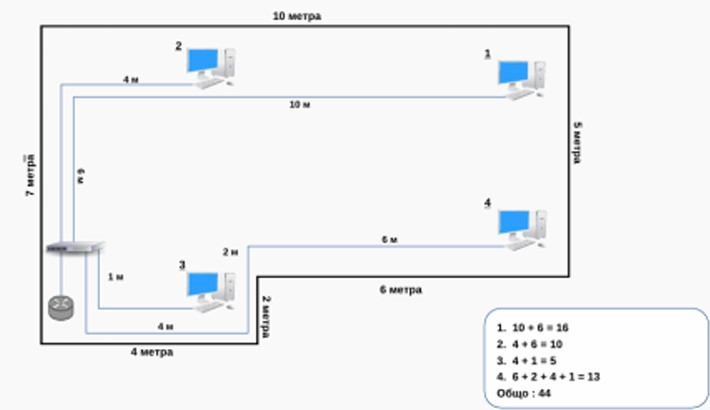 10 метра
2
1
4 м
10 м
5 метра
7 метра
6 м
4
6 м
2 м
3
1 м
6 метра
2 метра
4 м
4 метра
1. 10 + 6 = 16
2. 4 + 6 = 10
3. 4 + 1 = 5
4. 6 + 2 + 4 + 1 = 13
Общо : 44